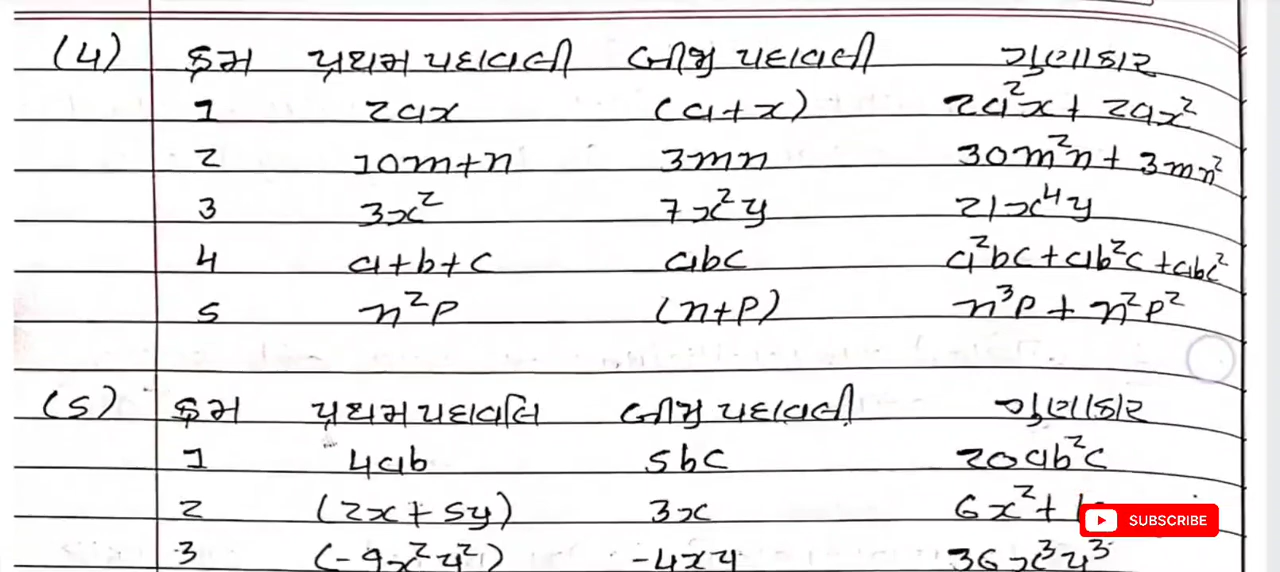 (4) ક્રમ પ્રથમ પદાવલી બીજુ પદાવલી ગુણાકાર
1 2ax (a+x) 2a²x + 2ax²
2 10m+n 3mn 30m²n + 3mn²
3 3x² 7x²y 21x⁴y
4 a+b+c abc a²bc+ab²c+abc²
5 n²p (n+p) n³p + n²p²
(5) ક્રમ પ્રથમ પદાવલિ બીજુ પદાવલી ગુણાકાર
1 4ab 5bc 20ab²c
2 (2x+5y) 3x 6x²+
SUBSCRIBE
3 (-9x²y²) -4xy 36x³y³